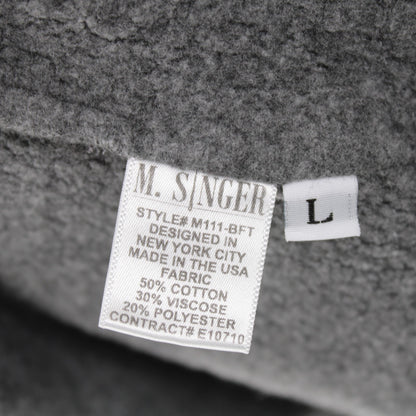 M. SINGER
STYLE# M111-BFT
DESIGNED IN
NEW YORK CITY
MADE IN THE USA
FABRIC
50% COTTON
30% VISCOSE
20% POLYESTER
CONTRACT# E10710
L